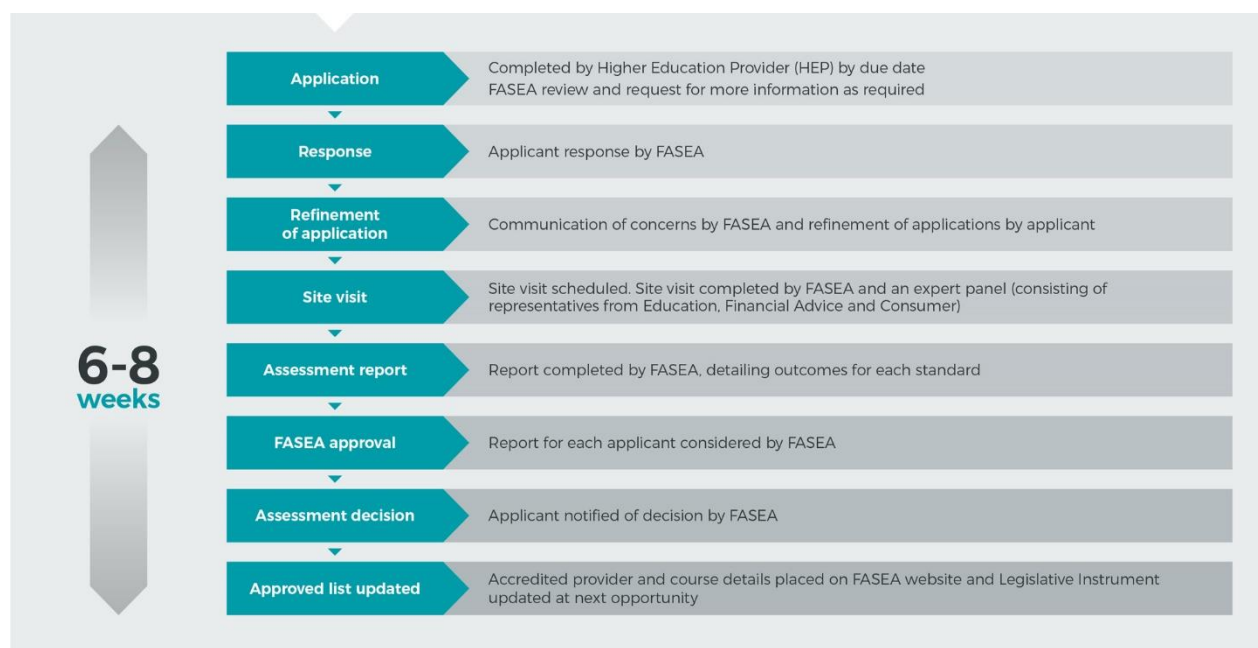 Application
Completed by Higher Education Provider (HEP) by due date
FASEA review and request for more information as required
Response
Applicant response by FASEA
Refinement
of application
Communication of concerns by FASEA and refinement of applications by applicant
Site visit
Site visit scheduled. Site visit completed by FASEA and an expert panel (consisting of
representatives from Education, Financial Advice and Consumer)
6-8
weeks
Assessment report
Report completed by FASEA, detailing outcomes for each standard
FASEA approval
Report for each applicant considered by FASEA
Assessment decision
Applicant notified of decision by FASEA
Approved list updated
Accredited provider and course details placed on FASEA website and Legislative Instrument
updated at next opportunity